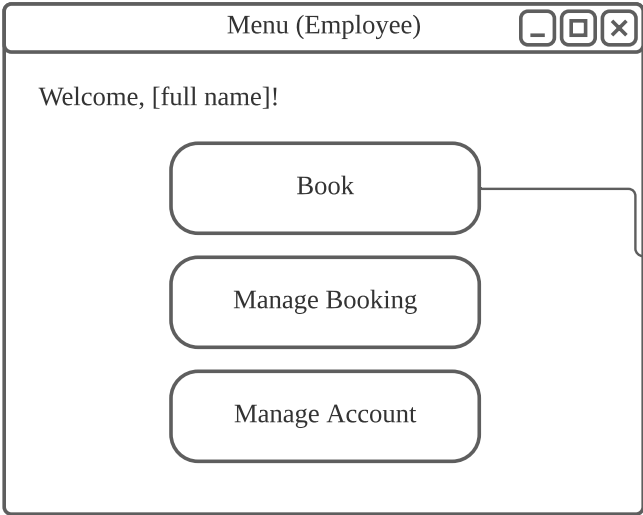 Menu (Employee)
Welcome, [full name]!
Book
Manage Booking
Manage Account